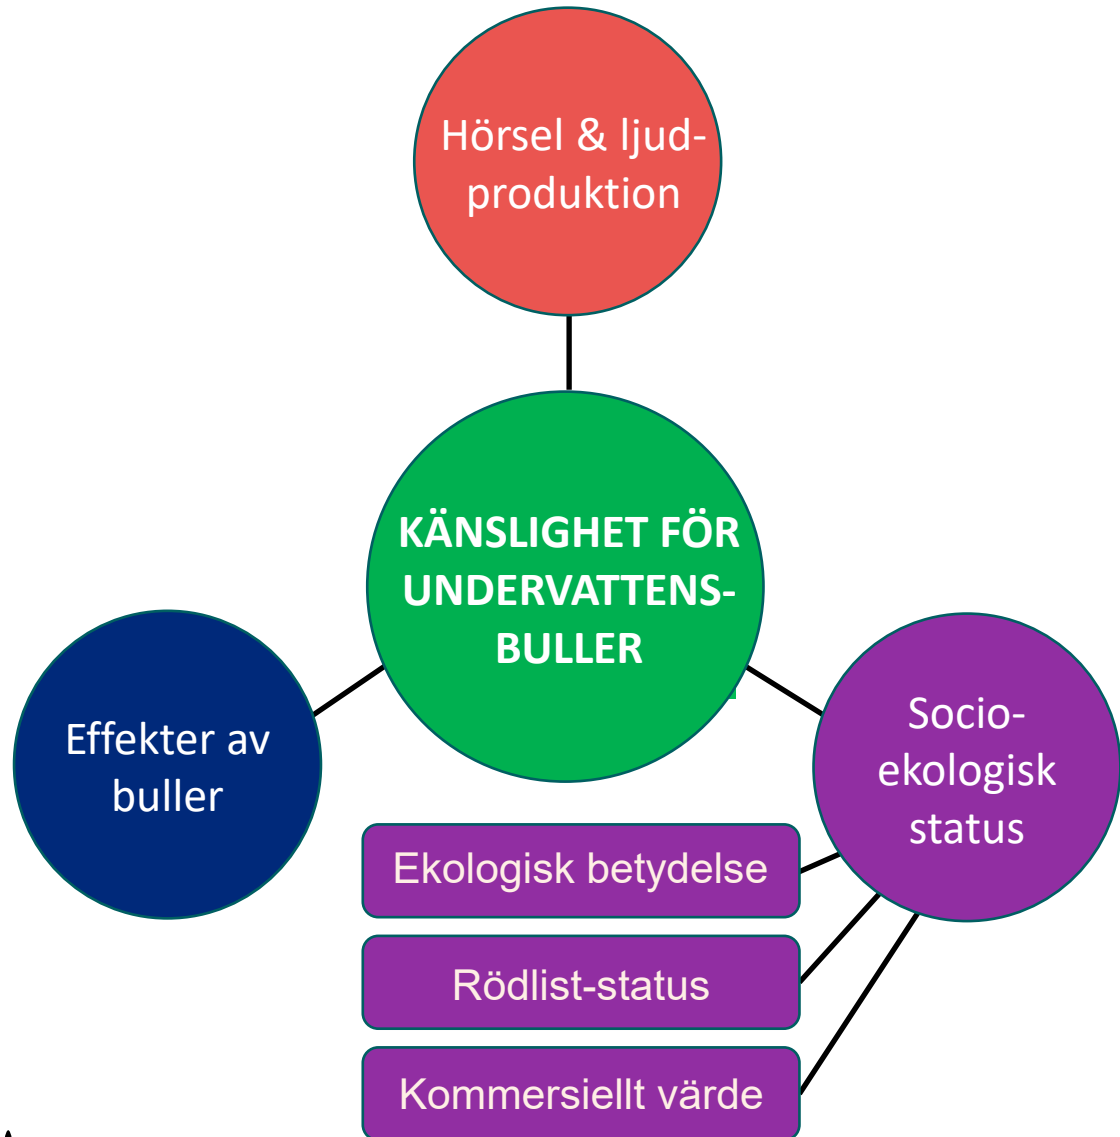 Hörsel & ljud-
produktion
KÄNSLIGHET FÖR
UNDERVATTENS-
BULLER
Effekter av
buller
Socio-
ekologisk
status
Ekologisk betydelse
Rödlist-status
Kommersiellt värde